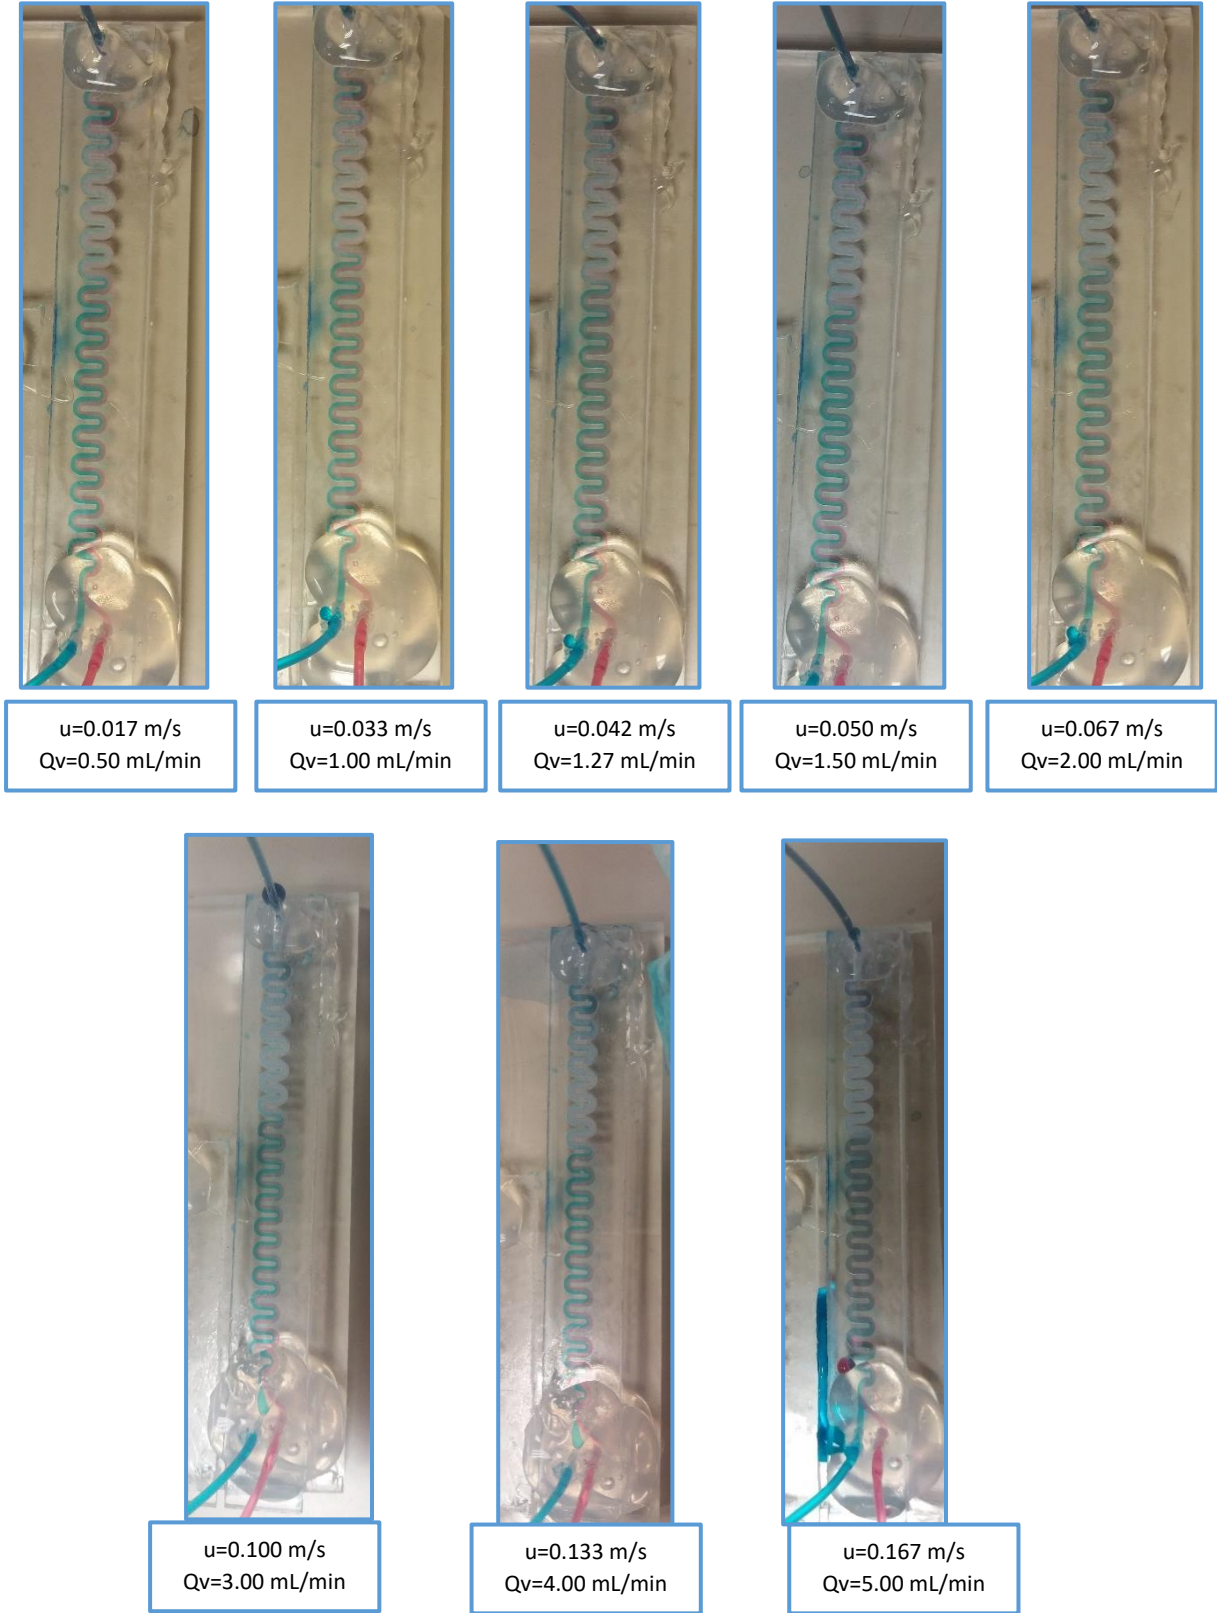 u=0.017 m/s
Qv=0.50 mL/min
u=0.033 m/s
Qv=1.00 mL/min
u=0.042 m/s
Qv=1.27 mL/min
u=0.050 m/s
Qv=1.50 mL/min
u=0.067 m/s
Qv=2.00 mL/min
u=0.100 m/s
Qv=3.00 mL/min
u=0.133 m/s
Qv=4.00 mL/min
u=0.167 m/s
Qv=5.00 mL/min